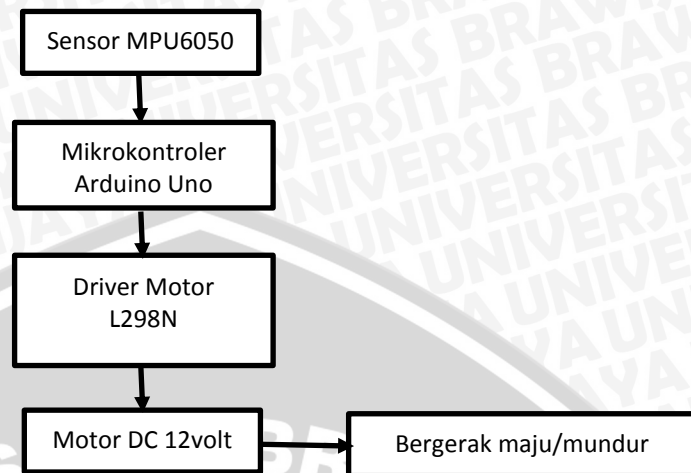 Sensor MPU6050
Mikrokontroler
Arduino Uno
Driver Motor
L298N
Motor DC 12volt
Bergerak maju/mundur